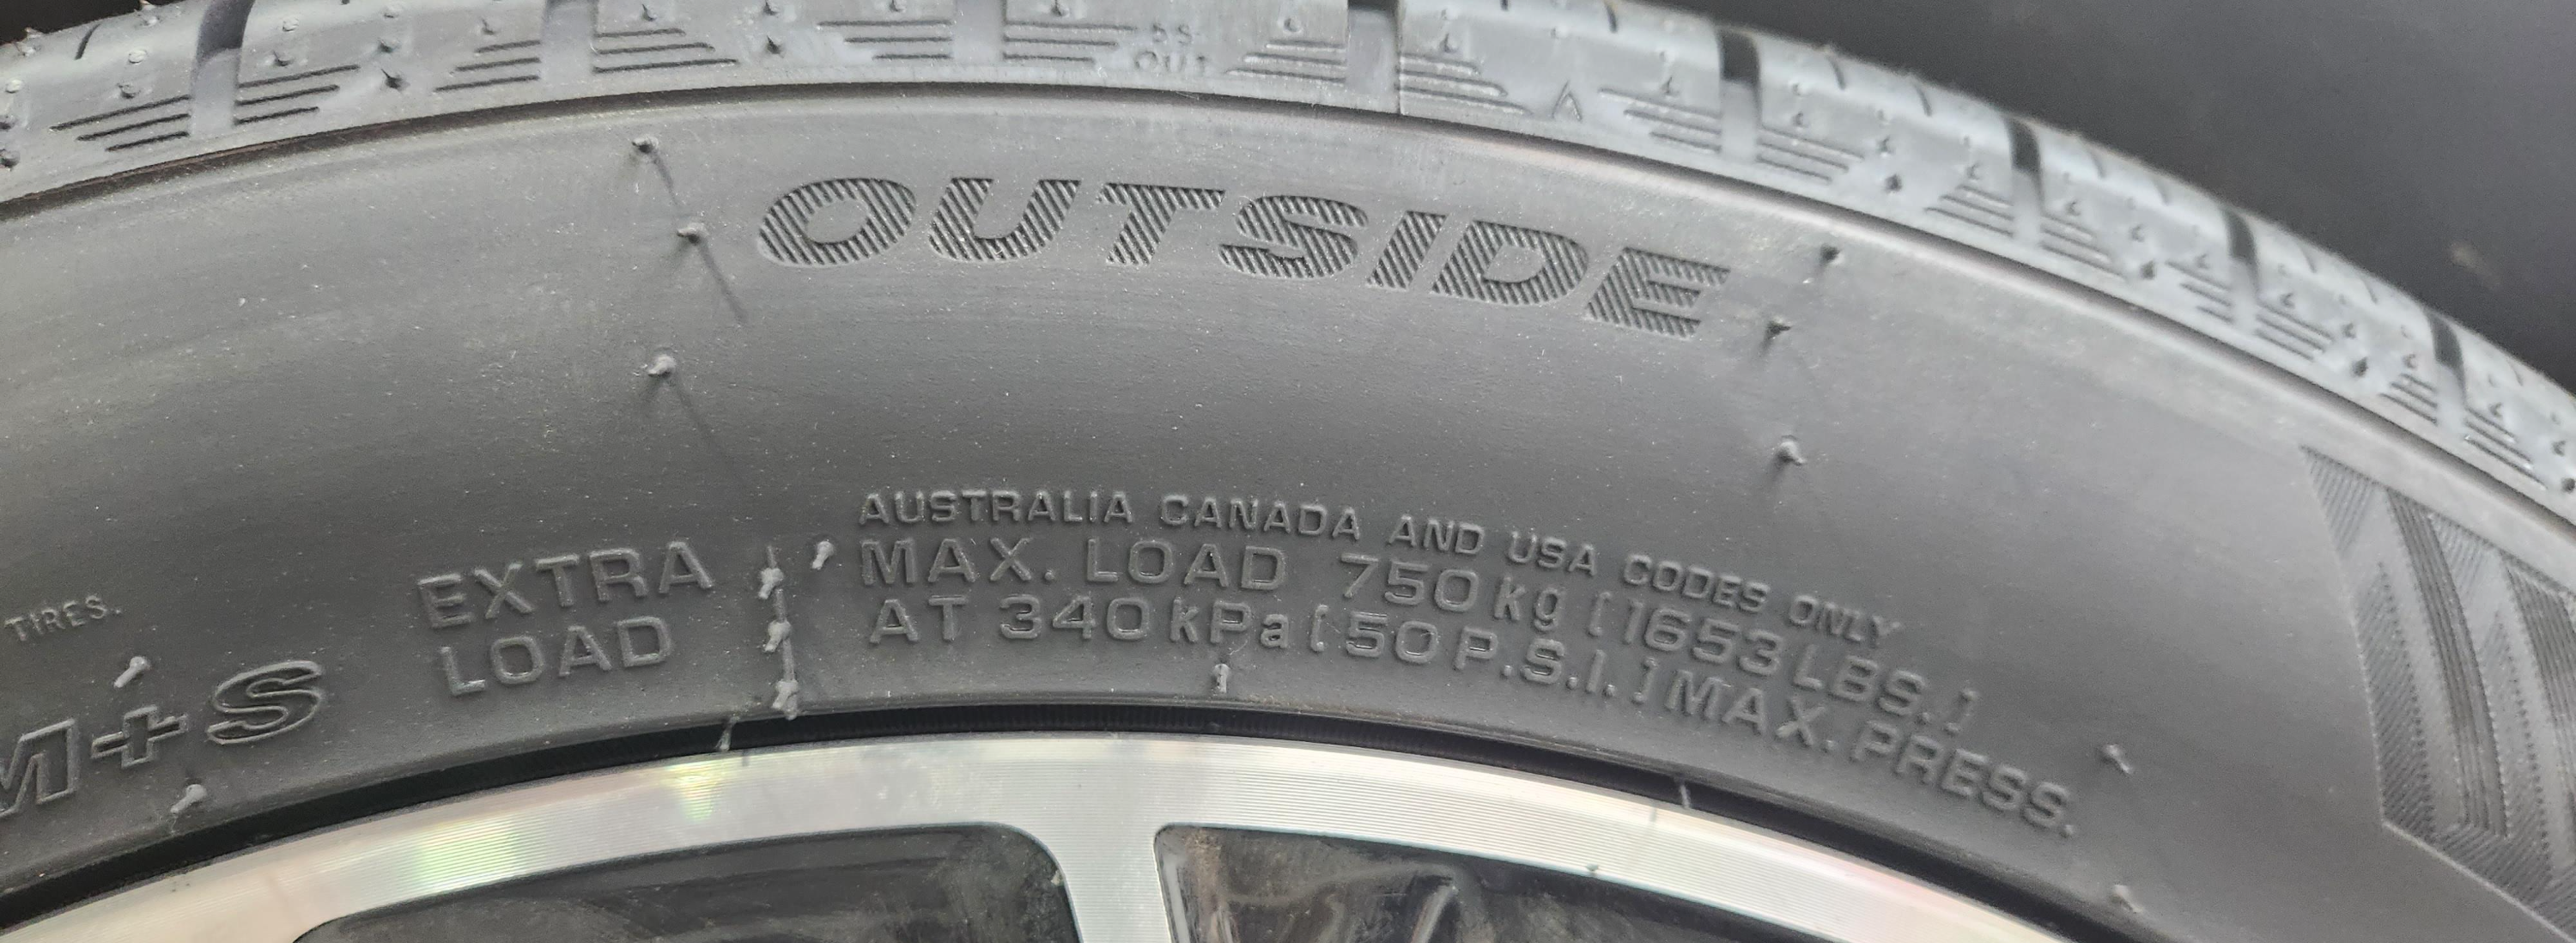 OUT
OUTSIDE
AUSTRALIA CANADA AND USA CODES ONLY
MAX. LOAD 750 kg [1653 LBS.]
AT 340 kPa [50 P.S.I.] MAX. PRESS.
EXTRA
LOAD
TIRES.
M+S